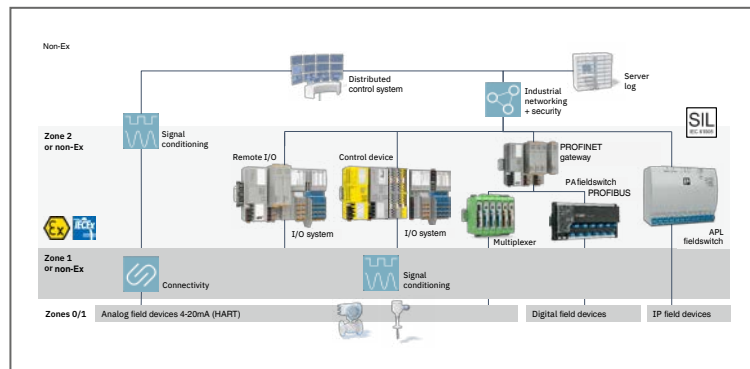 Non-Ex
Distributed
control system
Server
log
Industrial
networking
+ security
Signal
conditioning
SIL
Zone 2
or non-Ex
PROFINET
gateway
Remote I/O
Control device
PA fieldswitch
PROFIBUS
I/O system
I/O system
Multiplexer
APL
fieldswitch
Ex
IECEx
Zone 1
or non-Ex
Connectivity
Signal
conditioning
Zones 0/1
Analog field devices 4-20mA (HART)
Digital field devices
IP field devices